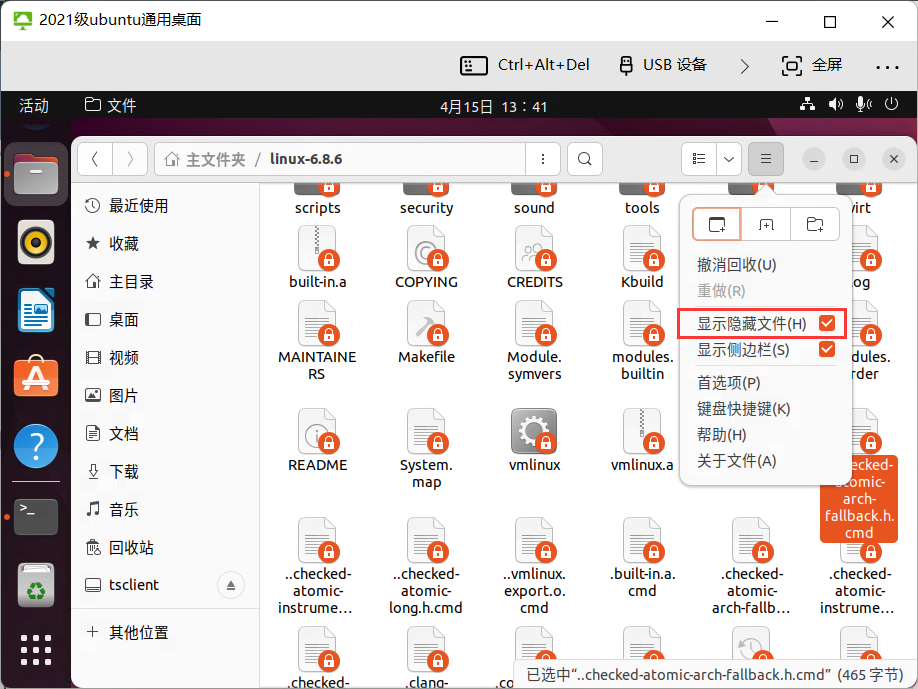 2021级ubuntu通用桌面
Ctrl+Alt+Del
USB 设备
全屏
活动
文件
4月15日 13：41
主文件夹 / linux-6.8.6
最近使用
收藏
主目录
桌面
视频
图片
文档
下载
音乐
回收站
tsclient
其他位置
scripts
security
sound
tools
virt
built-in.a
COPYING
CREDITS
Kbuild
MAINTAINE
RS
Makefile
Module.
symvers
modules.
builtin
README
System.
map
vmlinux
vmlinux.a
撤消回收(U)
重做(R)
显示隐藏文件(H)
显示侧边栏(S)
首选项(P)
键盘快捷键(K)
帮助(H)
关于文件(A)
arch-
fallback.h.
cmd
..checked-
atomic-
instrume...
..checked-
atomic-
long.h.cmd
..vmlinux.
export.o.
cmd
.built-in.a.
cmd
.checked-
atomic-
arch-fallb...
.checked-
atomic-
instrume...
.checked-
.clang-
已选中“..checked-atomic-arch-fallback.h.cmd” (465 字节)